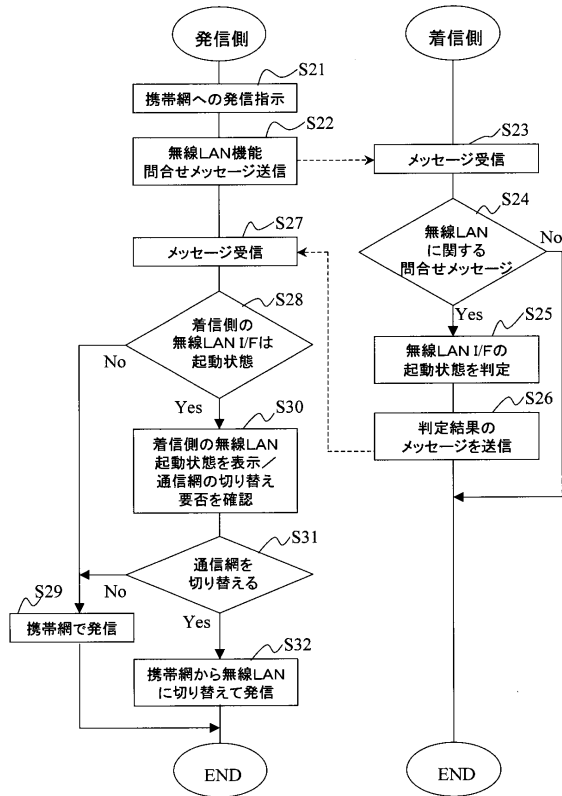 発信側
着信側
S21
携帯網への発信指示
S22
無線LAN機能
問合せメッセージ送信
S23
メッセージ受信
S24
無線LAN
に関する
問合せメッセージ
No
Yes
S25
無線LAN I/Fの
起動状態を判定
S26
判定結果の
メッセージを送信
S27
メッセージ受信
S28
着信側の
無線LAN I/Fは
起動状態
No
Yes
S30
着信側の無線LAN
起動状態を表示／
通信網の切り替え
要否を確認
S31
通信網を
切り替える
No
Yes
S29
携帯網で発信
S32
携帯網から無線LAN
に切り替えて発信
END
END